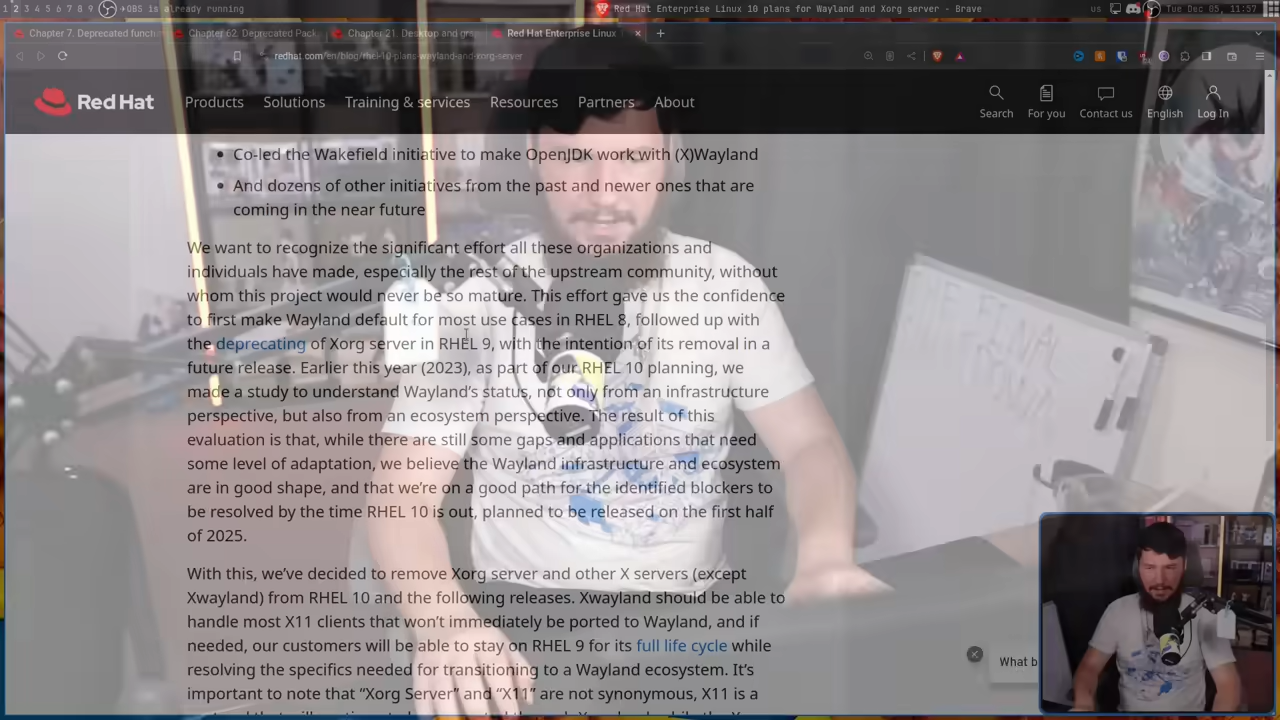 1 2 3 4 5 6 7 8 9
OBS is already running
Red Hat Enterprise Linux 10 plans for Wayland and Xorg server - Brave
us
Tue Dec 05, 11:57
Chapter 7. Deprecated funct
Chapter 62. Deprecated Pack
Chapter 21. Desktop and gra
Red Hat Enterprise Linux
redhat.com/en/blog/rhel-10-plans-wayland-and-xorg-server
Red Hat
Products
Solutions
Training & services
Resources
Partners
About
Search
For you
Contact us
English
Log In
• Co-led the Wakefield initiative to make OpenJDK work with (X)Wayland
• And dozens of other initiatives from the past and newer ones that are
coming in the near future
We want to recognize the significant effort all these organizations and
individuals have made, especially the rest of the upstream community, without
whom this project would never be so mature. This effort gave us the confidence
to first make Wayland default for most use cases in RHEL 8, followed up with
the deprecating of Xorg server in RHEL 9, with the intention of its removal in a
future release. Earlier this year (2023), as part of our RHEL 10 planning, we
made a study to understand Wayland's status, not only from an infrastructure
perspective, but also from an ecosystem perspective. The result of this
evaluation is that, while there are still some gaps and applications that need
some level of adaptation, we believe the Wayland infrastructure and ecosystem
are in good shape, and that we're on a good path for the identified blockers to
be resolved by the time RHEL 10 is out, planned to be released on the first half
of 2025.
With this, we've decided to remove Xorg server and other X servers (except
Xwayland) from RHEL 10 and the following releases. Xwayland should be able to
handle most X11 clients that won't immediately be ported to Wayland, and if
needed, our customers will be able to stay on RHEL 9 for its full life cycle while
resolving the specifics needed for transitioning to a Wayland ecosystem. It's
important to note that "Xorg Server" and "X11" are not synonymous, X11 is a
What b